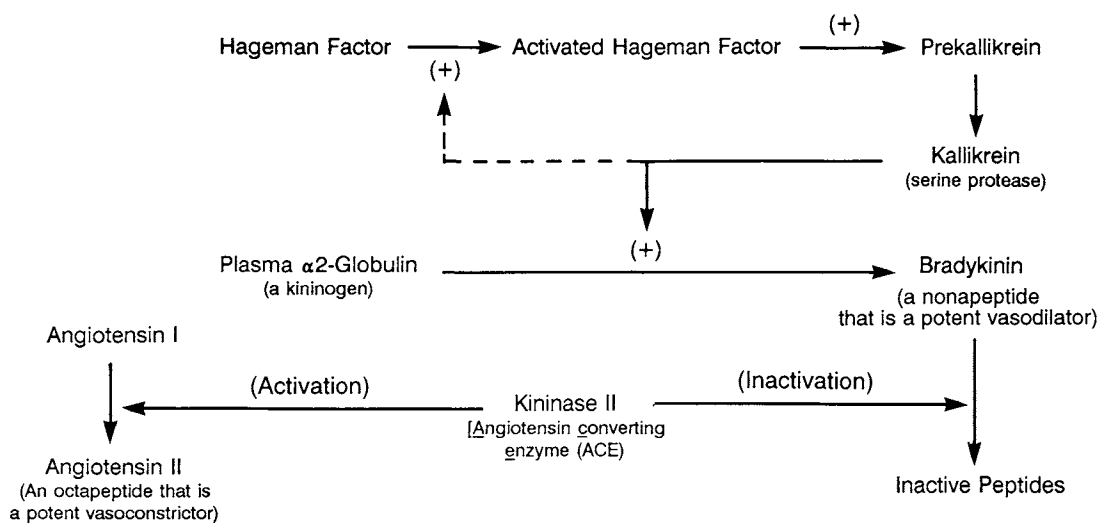 Hageman Factor
Activated Hageman Factor
(+)
Prekallikrein
(+)
Kallikrein
(serine protease)
(+)
Plasma α2-Globulin
(a kininogen)
Bradykinin
(a nonapeptide
that is a potent vasodilator)
Angiotensin I
(Activation)
(Inactivation)
Kininase II
[Angiotensin converting
enzyme (ACE)
Angiotensin II
(An octapeptide that is
a potent vasoconstrictor)
Inactive Peptides